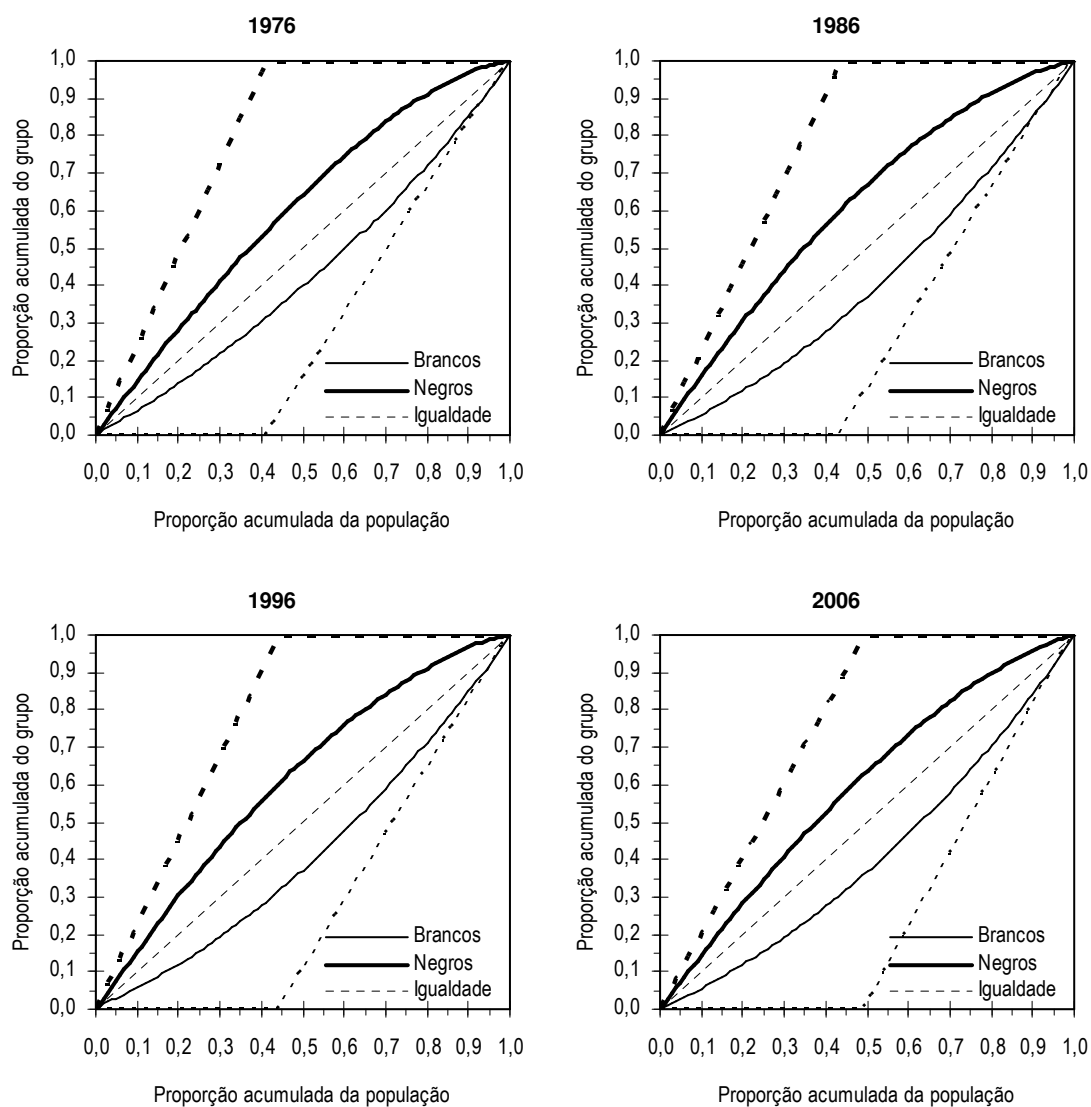 1976
Proporção acumulada do grupo
1,0
0,9
0,8
0,7
0,6
0,5
0,4
0,3
0,2
0,1
0,0
Brancos
Negros
Igualdade
0,0 0,1 0,2 0,3 0,4 0,5 0,6 0,7 0,8 0,9 1,0
Proporção acumulada da população
1986
Proporção acumulada do grupo
1,0
0,9
0,8
0,7
0,6
0,5
0,4
0,3
0,2
0,1
0,0
Brancos
Negros
Igualdade
0,0 0,1 0,2 0,3 0,4 0,5 0,6 0,7 0,8 0,9 1,0
Proporção acumulada da população
1996
Proporção acumulada do grupo
1,0
0,9
0,8
0,7
0,6
0,5
0,4
0,3
0,2
0,1
0,0
Brancos
Negros
Igualdade
0,0 0,1 0,2 0,3 0,4 0,5 0,6 0,7 0,8 0,9 1,0
Proporção acumulada da população
2006
Proporção acumulada do grupo
1,0
0,9
0,8
0,7
0,6
0,5
0,4
0,3
0,2
0,1
0,0
Brancos
Negros
Igualdade
0,0 0,1 0,2 0,3 0,4 0,5 0,6 0,7 0,8 0,9 1,0
Proporção acumulada da população